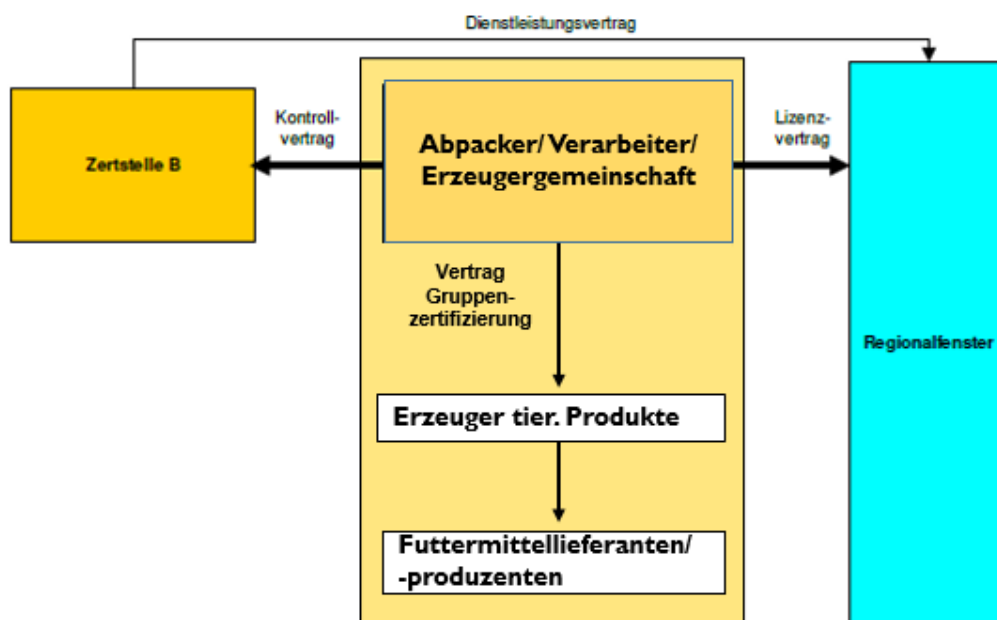 Dienstleistungsvertrag
Kontroll-
vertrag
Lizenz-
vertrag
Zertstelle B
Abpacker/ Verarbeiter/
Erzeugergemeinschaft
Vertrag
Gruppen-
zertifizierung
Regionalfenster
Erzeuger tier. Produkte
Futtermittellieferanten/
-produzenten